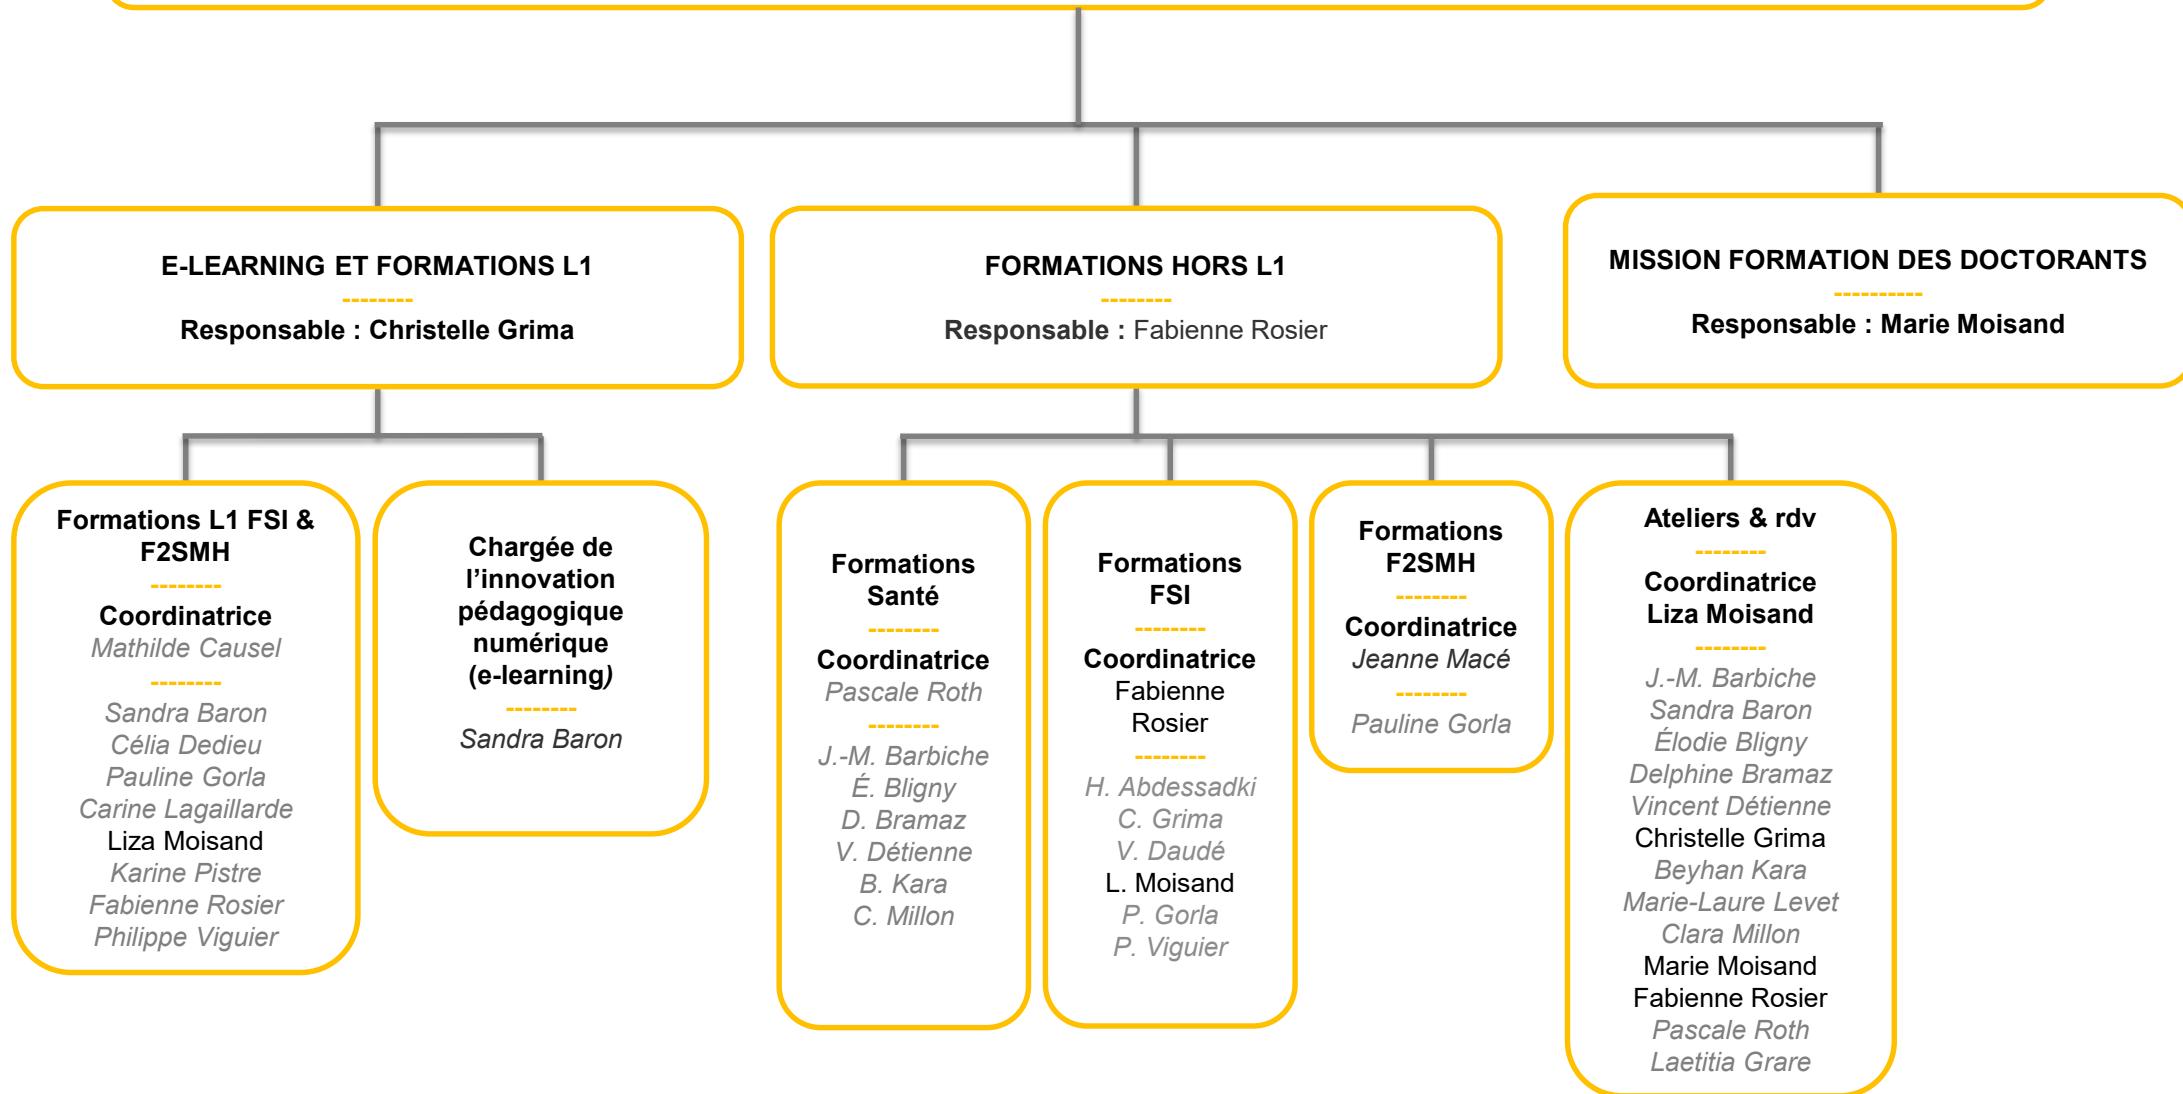 E-LEARNING ET FORMATIONS L1
--------
Responsable : Christelle Grima
FORMATIONS HORS L1
--------
Responsable : Fabienne Rosier
MISSION FORMATION DES DOCTORANTS
----------
Responsable : Marie Moisand
Formations L1 FSI &
F2SMH
--------
Coordinatrice
Mathilde Causel
--------
Sandra Baron
Célia Dedieu
Pauline Gorla
Carine Lagaillarde
Liza Moisand
Karine Pistre
Fabienne Rosier
Philippe Viguier
Chargée de
l’innovation
pédagogique
numérique
(e-learning)
--------
Sandra Baron
Formations
Santé
--------
Coordinatrice
Pascale Roth
--------
J.-M. Barbiche
É. Bligny
D. Bramaz
V. Détienne
B. Kara
C. Millon
Formations
FSI
--------
Coordinatrice
Fabienne
Rosier
--------
H. Abdessadki
C. Grima
V. Daudé
L. Moisand
P. Gorla
P. Viguier
Formations
F2SMH
--------
Coordinatrice
Jeanne Macé
--------
Pauline Gorla
Ateliers & rdv
--------
Coordinatrice
Liza Moisand
--------
J.-M. Barbiche
Sandra Baron
Élodie Bligny
Delphine Bramaz
Vincent Détienne
Christelle Grima
Beyhan Kara
Marie-Laure Levet
Clara Millon
Marie Moisand
Fabienne Rosier
Pascale Roth
Laetitia Grare